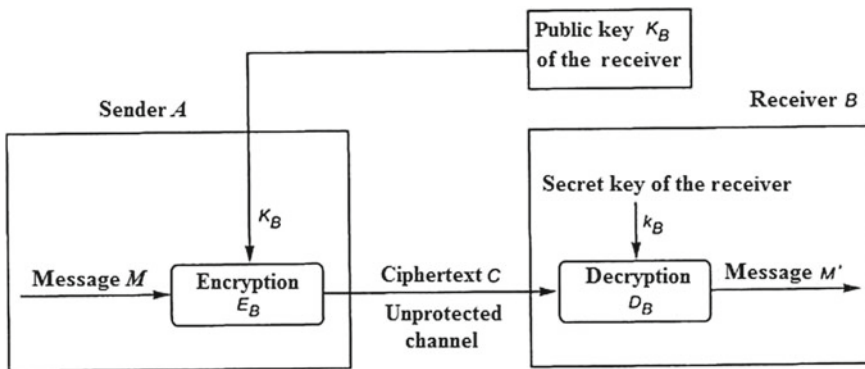 Public key K_B
of the receiver
Sender A
Receiver B
Secret key of the receiver
K_B
k_B
Message M
Encryption
E_B
Ciphertext C
Unprotected
channel
Decryption
D_B
Message M'